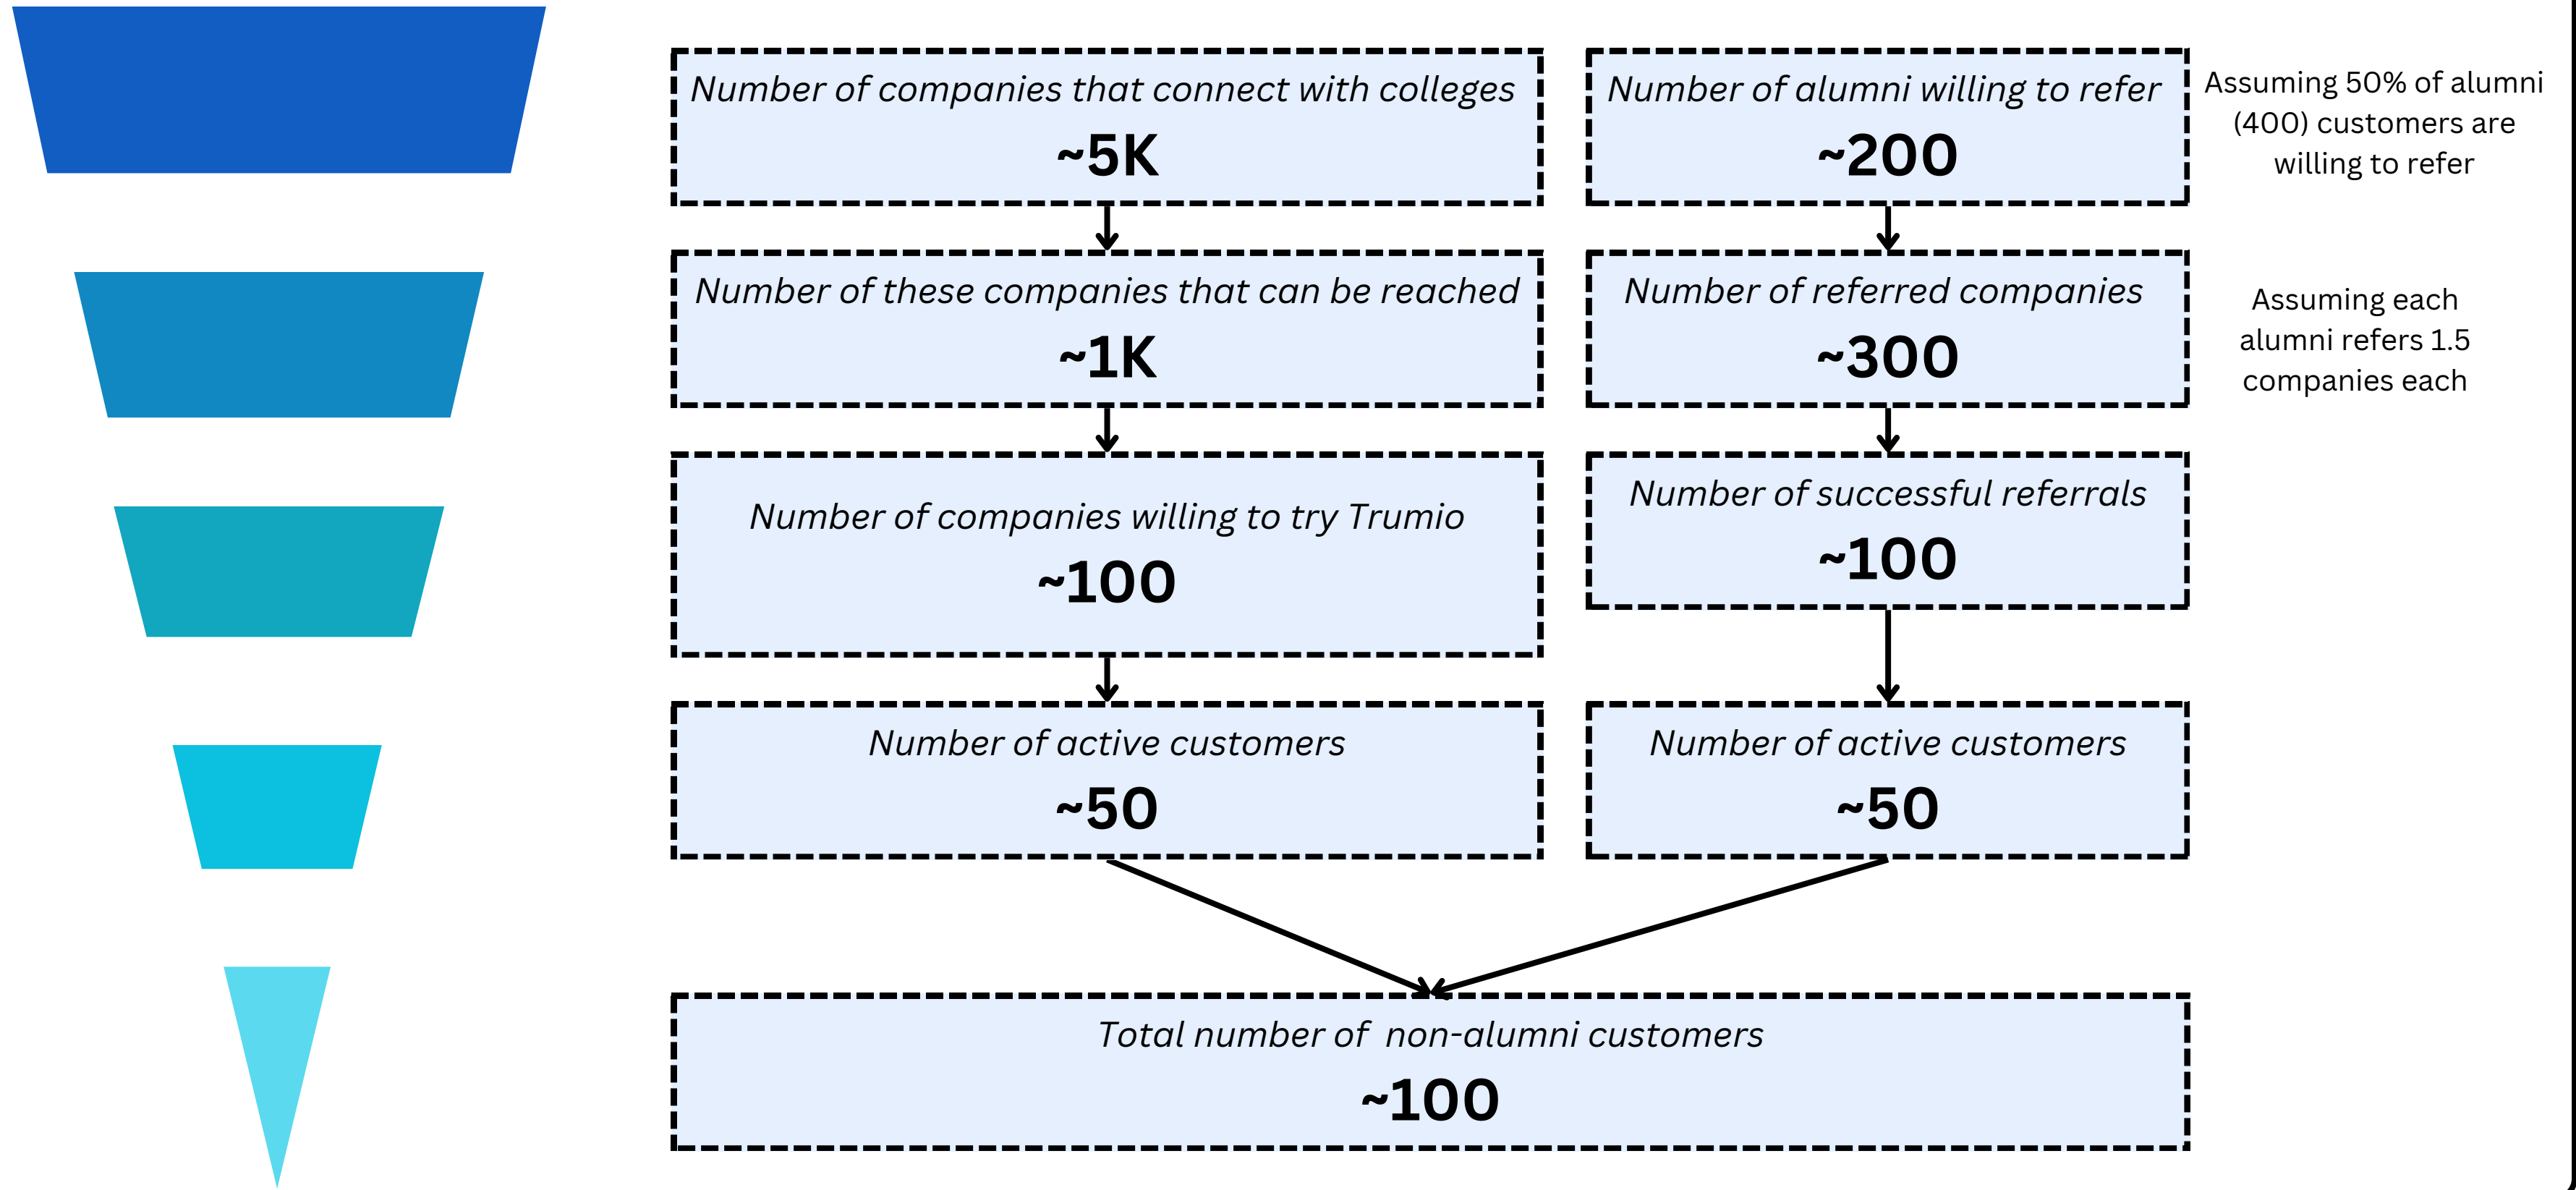 Number of companies that connect with colleges
~5K
Number of alumni willing to refer
~200
Assuming 50% of alumni
(400) customers are
willing to refer
Number of these companies that can be reached
~1K
Number of referred companies
~300
Assuming each
alumni refers 1.5
companies each
Number of companies willing to try Trumio
~100
Number of successful referrals
~100
Number of active customers
~50
Number of active customers
~50
Total number of  non-alumni customers
~100